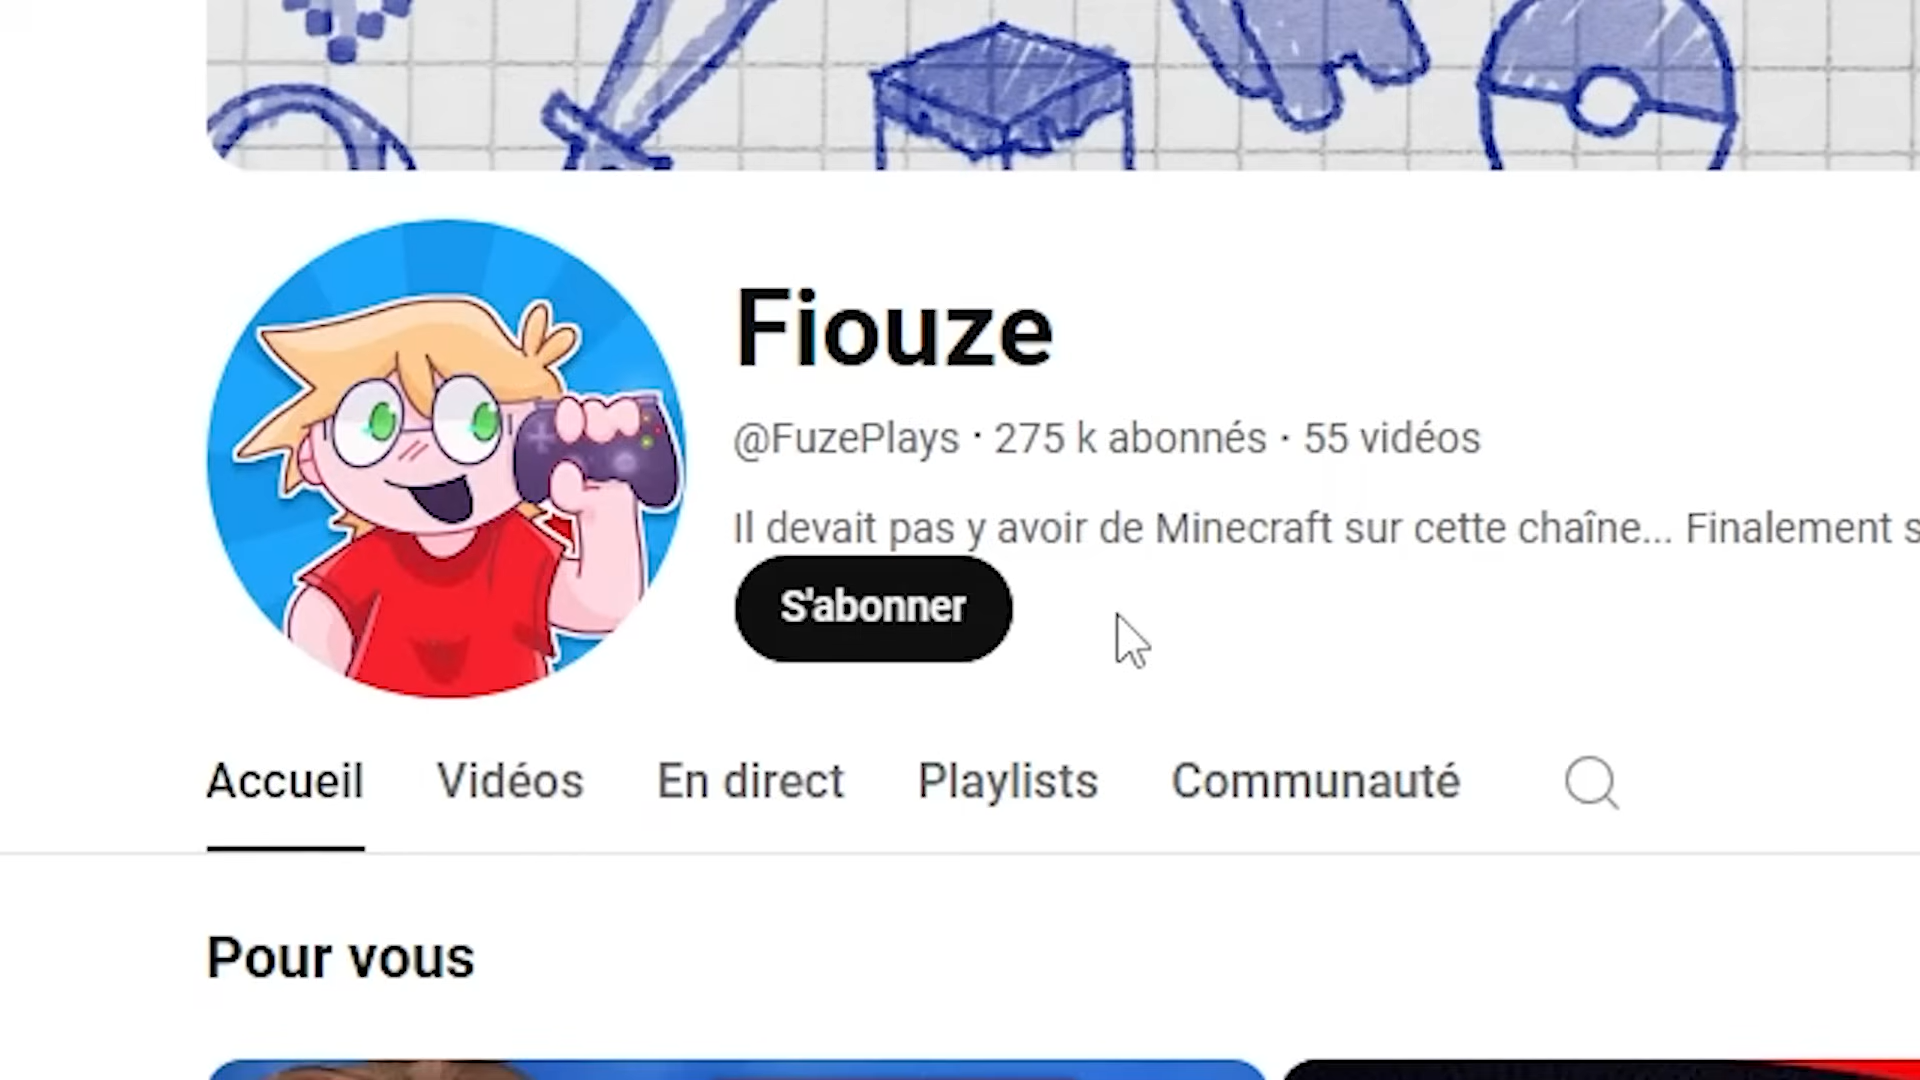 Fiouze
@FuzePlays · 275 k abonnés · 55 vidéos
Il devait pas y avoir de Minecraft sur cette chaîne... Finalement s
S'abonner
Accueil Vidéos En direct Playlists Communauté
Pour vous